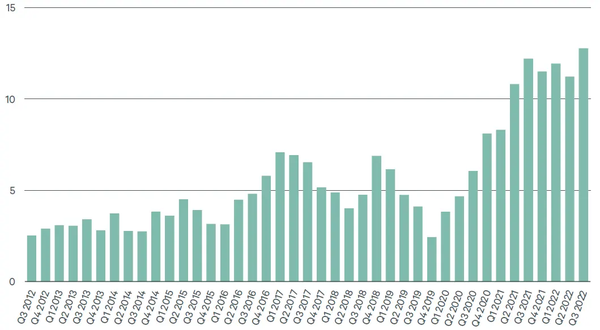 15
10
5
0
Q3 2012
Q4 2012
Q1 2013
Q2 2013
Q3 2013
Q4 2013
Q1 2014
Q2 2014
Q3 2014
Q4 2014
Q1 2015
Q2 2015
Q3 2015
Q4 2015
Q1 2016
Q2 2016
Q3 2016
Q4 2016
Q1 2017
Q2 2017
Q3 2017
Q4 2017
Q1 2018
Q2 2018
Q3 2018
Q4 2018
Q1 2019
Q2 2019
Q3 2019
Q4 2019
Q1 2020
Q2 2020
Q3 2020
Q4 2020
Q1 2021
Q2 2021
Q3 2021
Q4 2021
Q1 2022
Q2 2022
Q3 2022